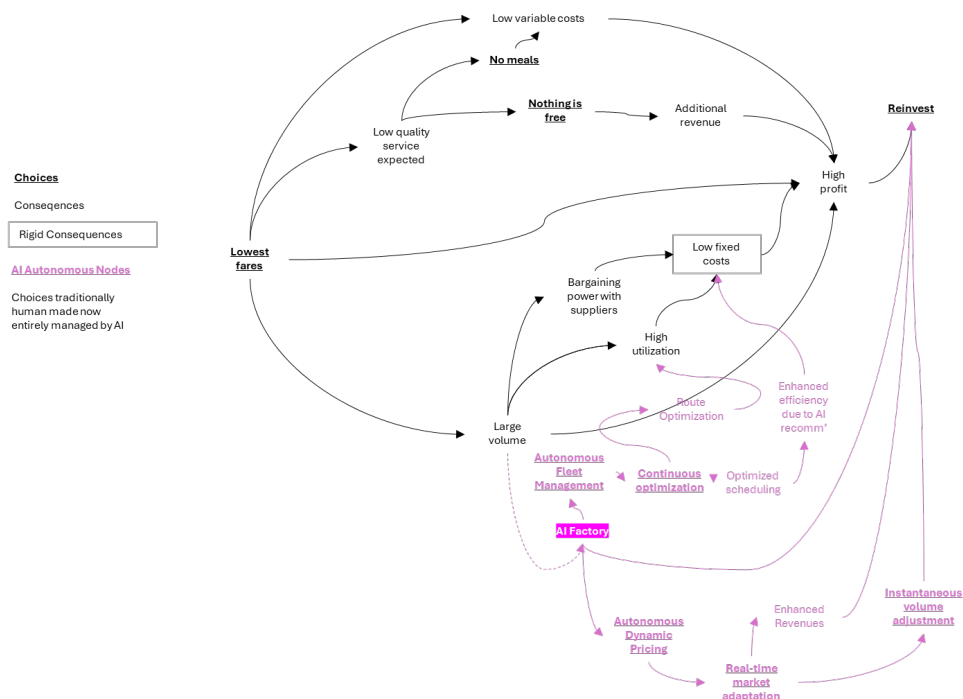 Low variable costs
No meals
Nothing is
free
Additional
revenue
Reinvest
Low quality
service
expected
High
profit
Choices
Conseqences
Rigid Consequences
AI Autonomous Nodes
Choices traditionally
human made now
entirely managed by AI
Lowest
fares
Low fixed
costs
Bargaining
power with
suppliers
High
utilization
Enhanced
efficiency
due to AI
recomm'
Route
Optimization
Large
volume
Autonomous
Fleet
Management
Continuous
optimization
Optimized
scheduling
AI Factory
Instantaneous
volume
adjustment
Enhanced
Revenues
Autonomous
Dynamic
Pricing
Real-time
market
adaptation